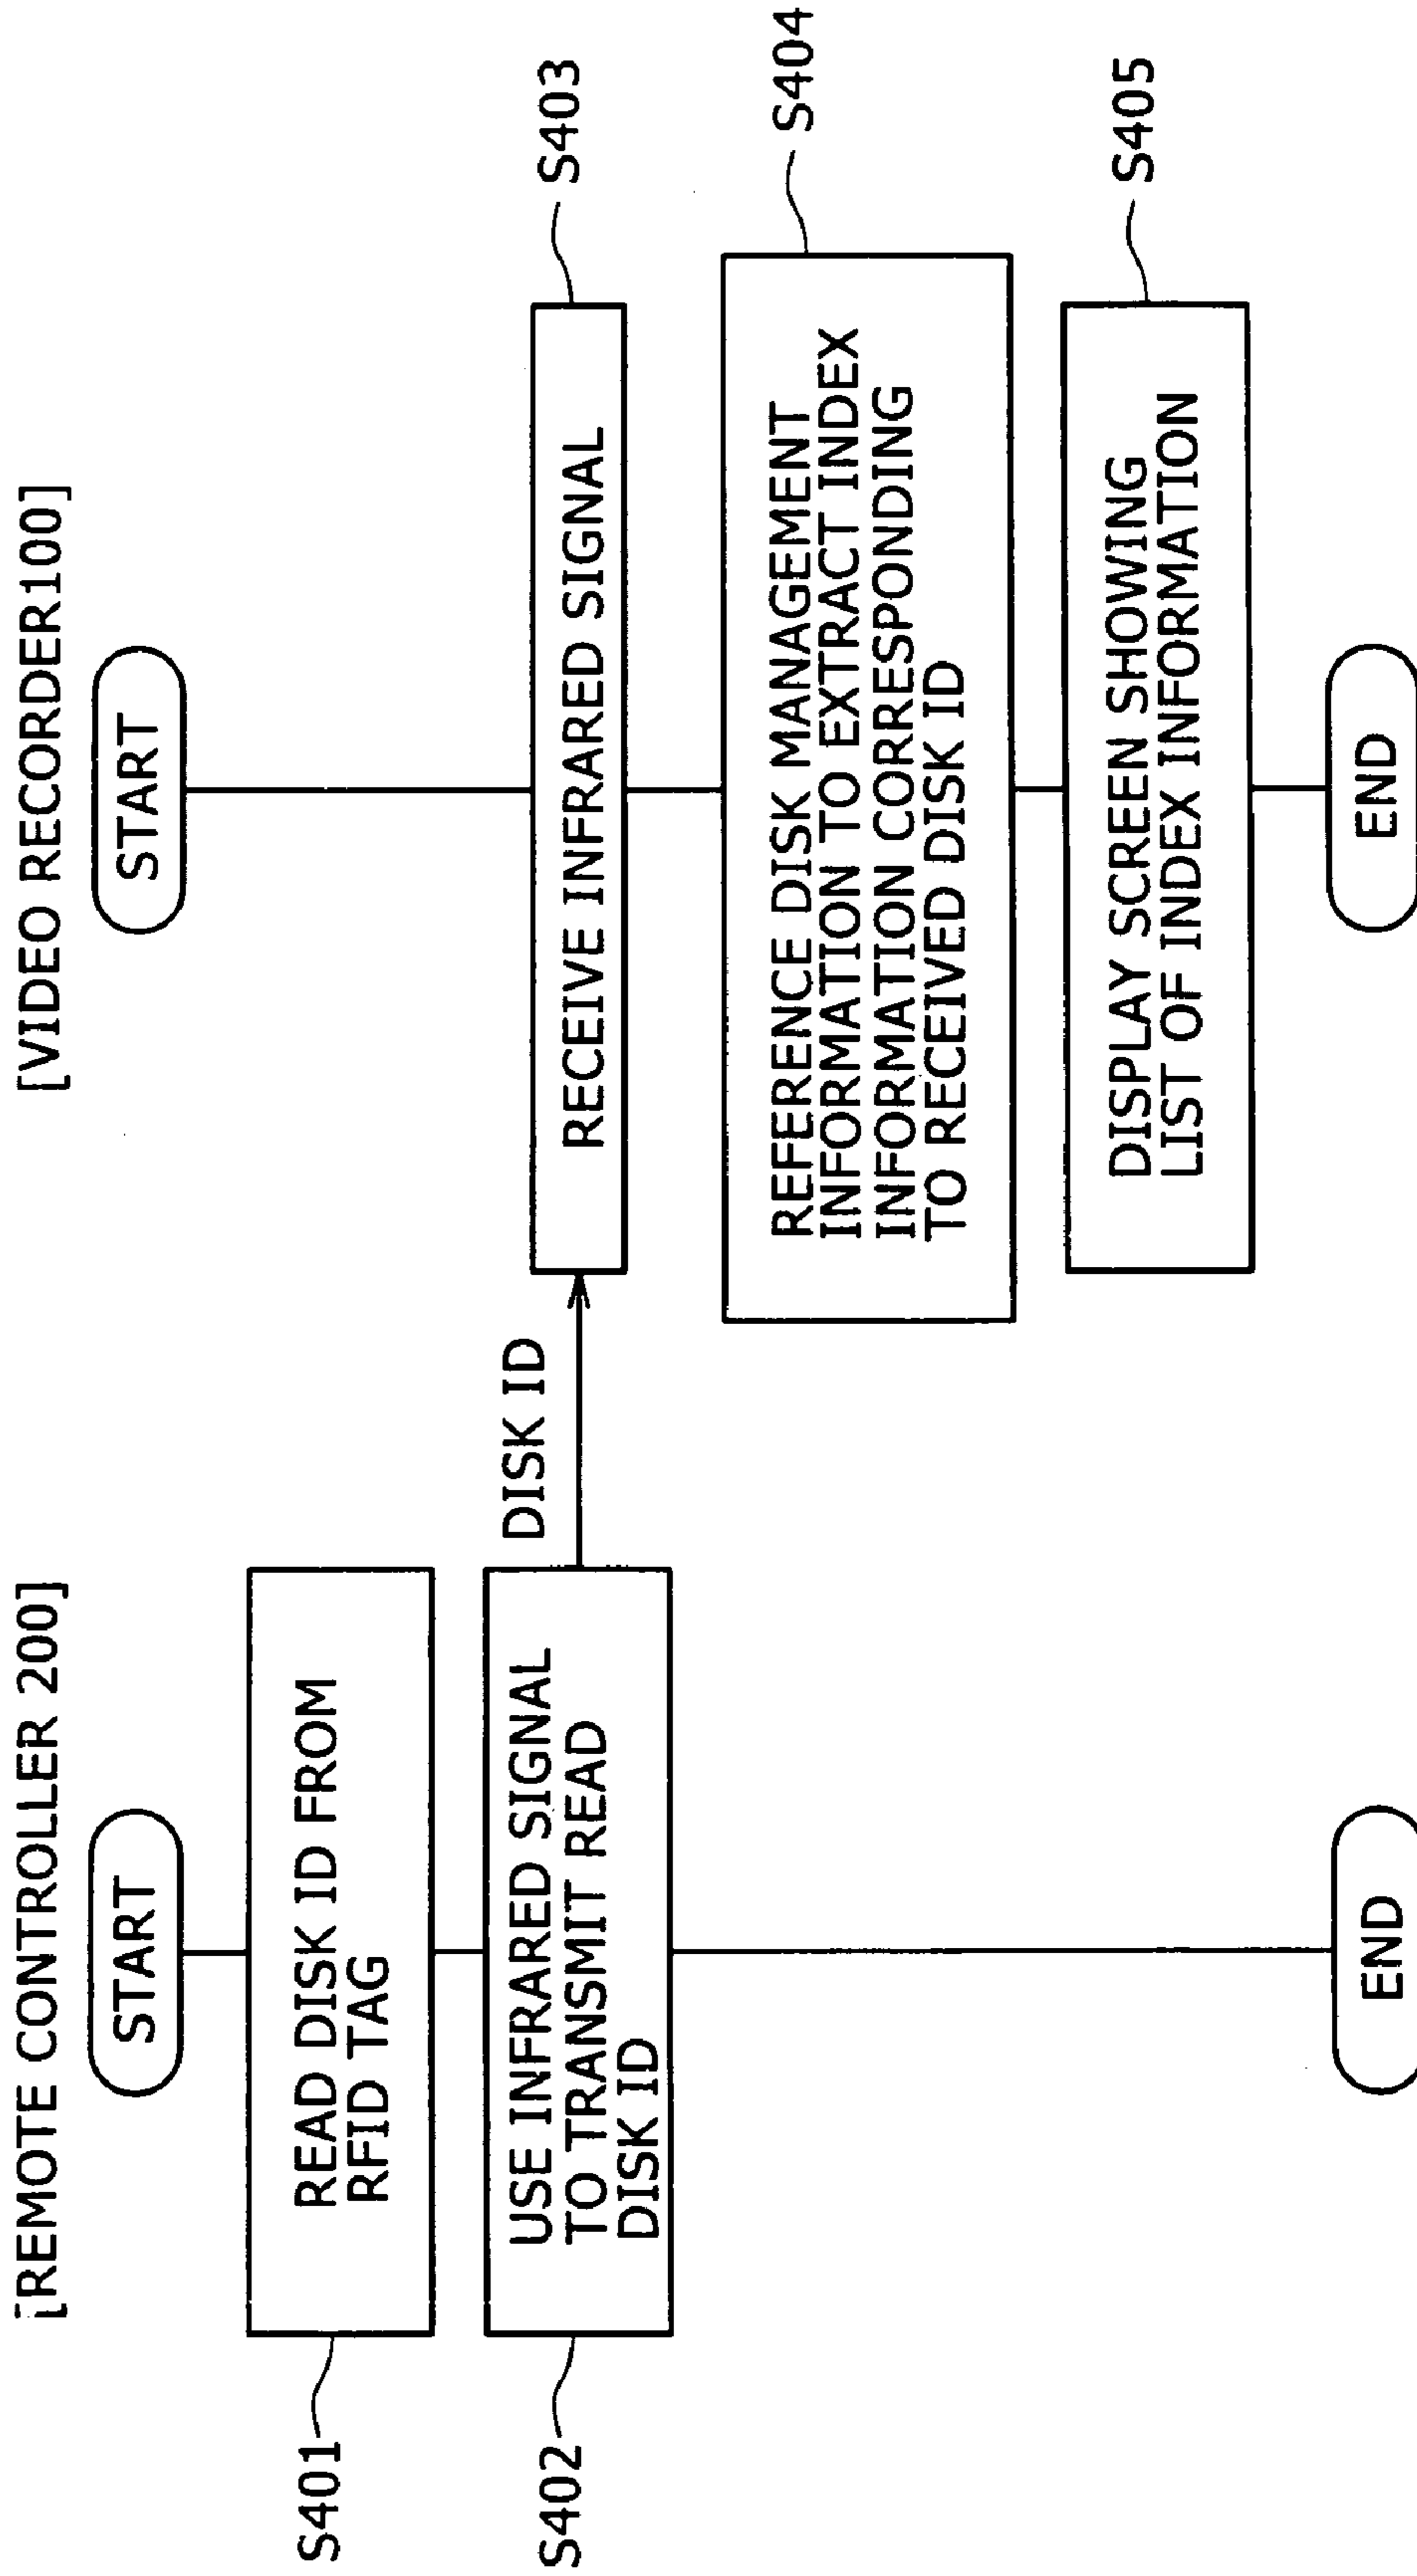 [REMOTE CONTROLLER 200]
START
S401
READ DISK ID FROM
RFID TAG
S402
USE INFRARED SIGNAL
TO TRANSMIT READ
DISK ID
END
DISK ID
[VIDEO RECORDER100]
START
RECEIVE INFRARED SIGNAL
S403
REFERENCE DISK MANAGEMENT
INFORMATION TO EXTRACT INDEX
INFORMATION CORRESPONDING
TO RECEIVED DISK ID
S404
DISPLAY SCREEN SHOWING
LIST OF INDEX INFORMATION
S405
END